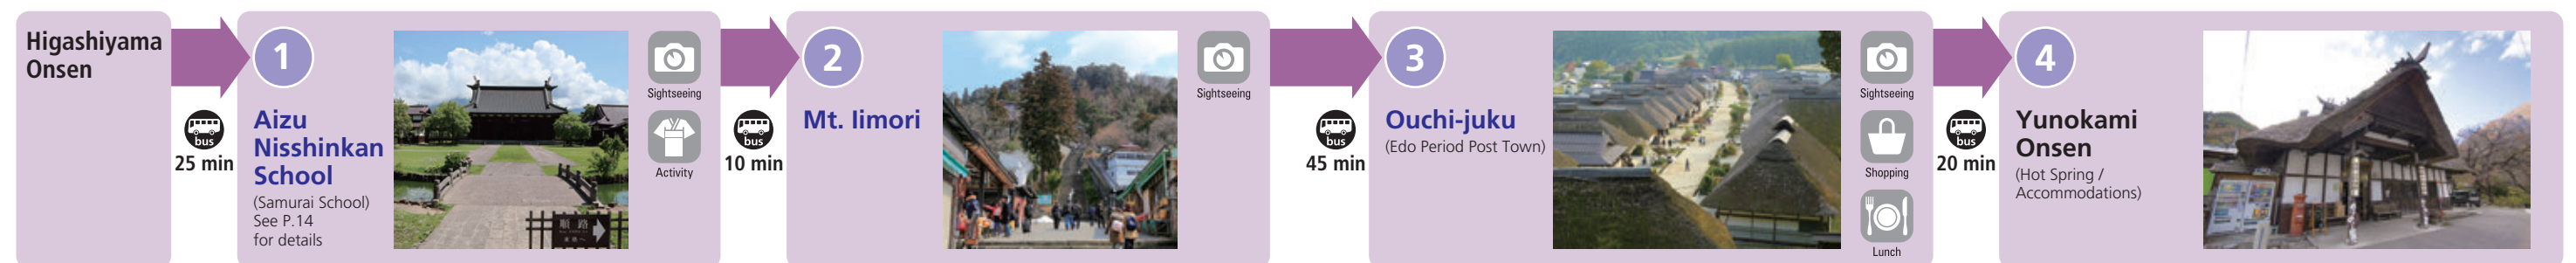 Higashiyama
Onsen
bus
25 min
1
Aizu
Nisshinkan
School
(Samurai School)
See P.14
for details
順路
Sightseeing
Activity
bus
10 min
2
Mt. Iimori
Sightseeing
bus
45 min
3
Ouchi-juku
(Edo Period Post Town)
Sightseeing
Shopping
Lunch
bus
20 min
4
Yunokami
Onsen
(Hot Spring /
Accommodations)